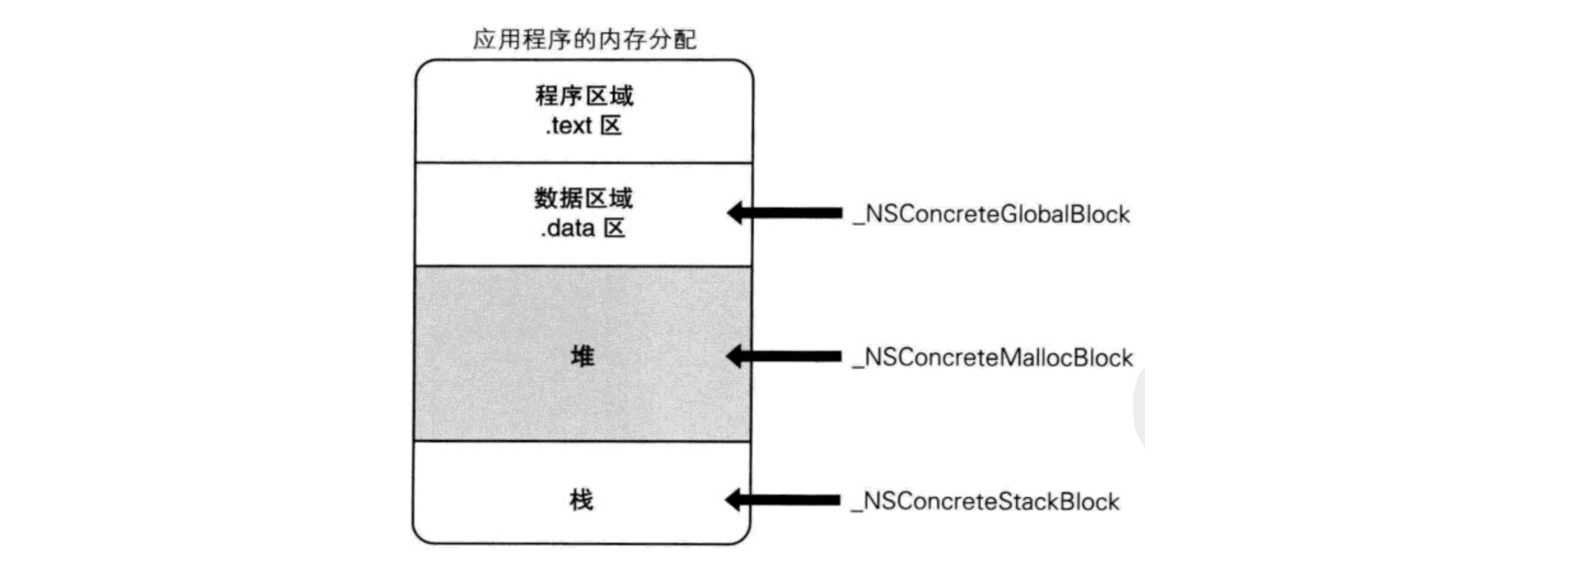 应用程序的内存分配
程序区域
.text 区
数据区域
.data 区
_NSConcreteGlobalBlock
堆
_NSConcreteMallocBlock
栈
_NSConcreteStackBlock